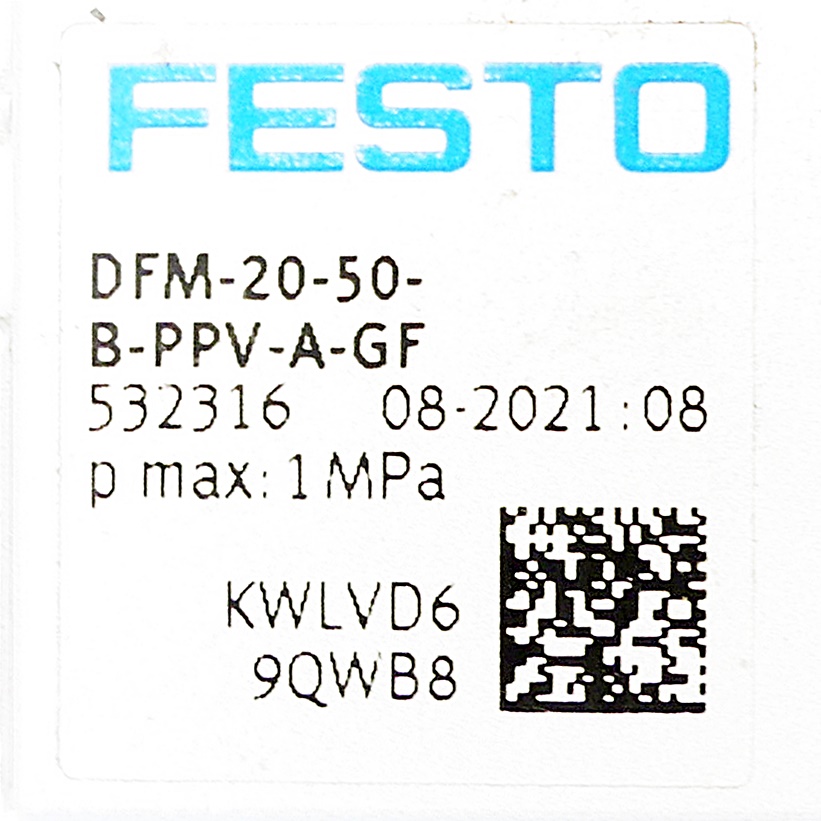 FESTO
DFM-20-50-
B-PPV-A-GF
532316 08-2021:08
p max: 1MPa
KWLVD6
9QWB8